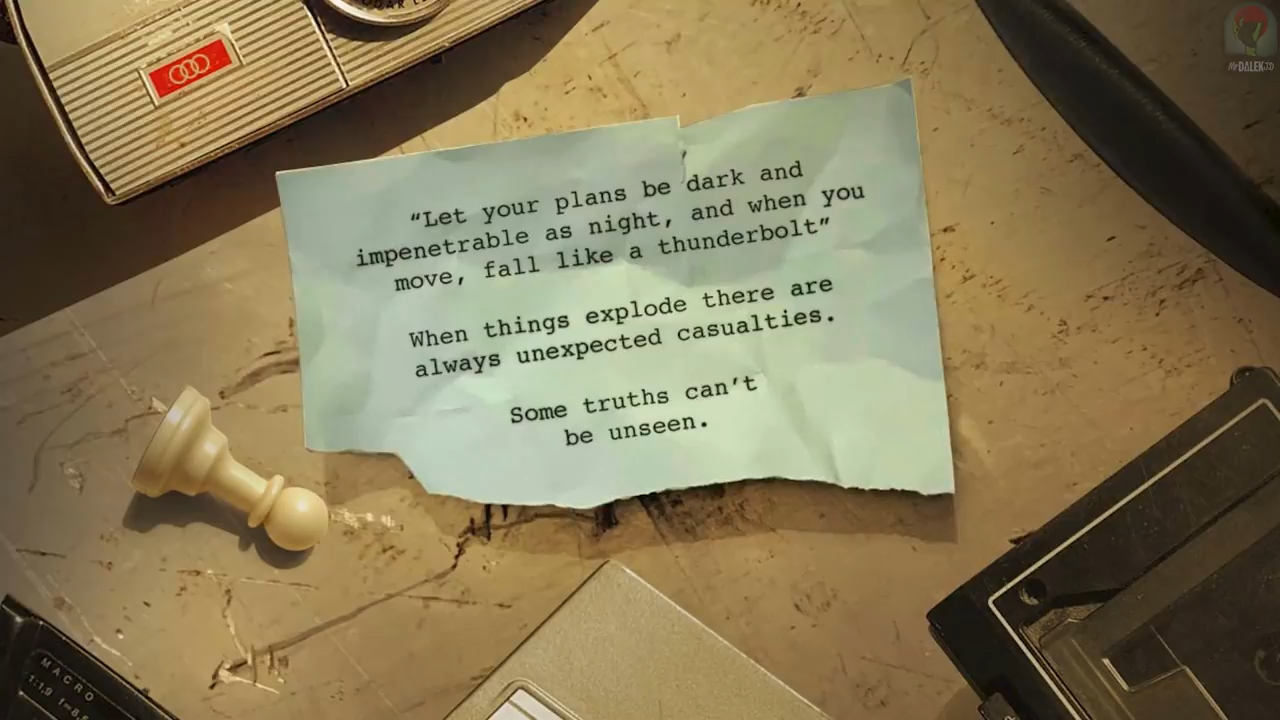 “Let your plans be dark and
impenetrable as night, and when you
move, fall like a thunderbolt”
When things explode there are
always unexpected casualties.
Some truths can’t
be unseen.
MACRO
MrDALEKJD